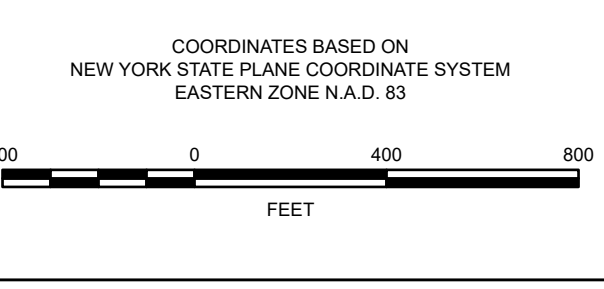 COORDINATES BASED ON
NEW YORK STATE PLANE COORDINATE SYSTEM
EASTERN ZONE N.A.D. 83
00 0 400 800
FEET